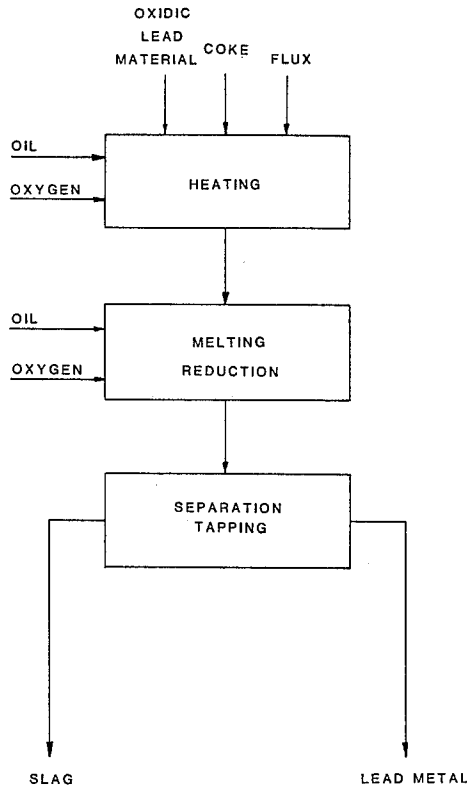 OXIDIC
LEAD
MATERIAL
COKE
FLUX
OIL
OXYGEN
HEATING
OIL
OXYGEN
MELTING
REDUCTION
SEPARATION
TAPPING
SLAG
LEAD METAL